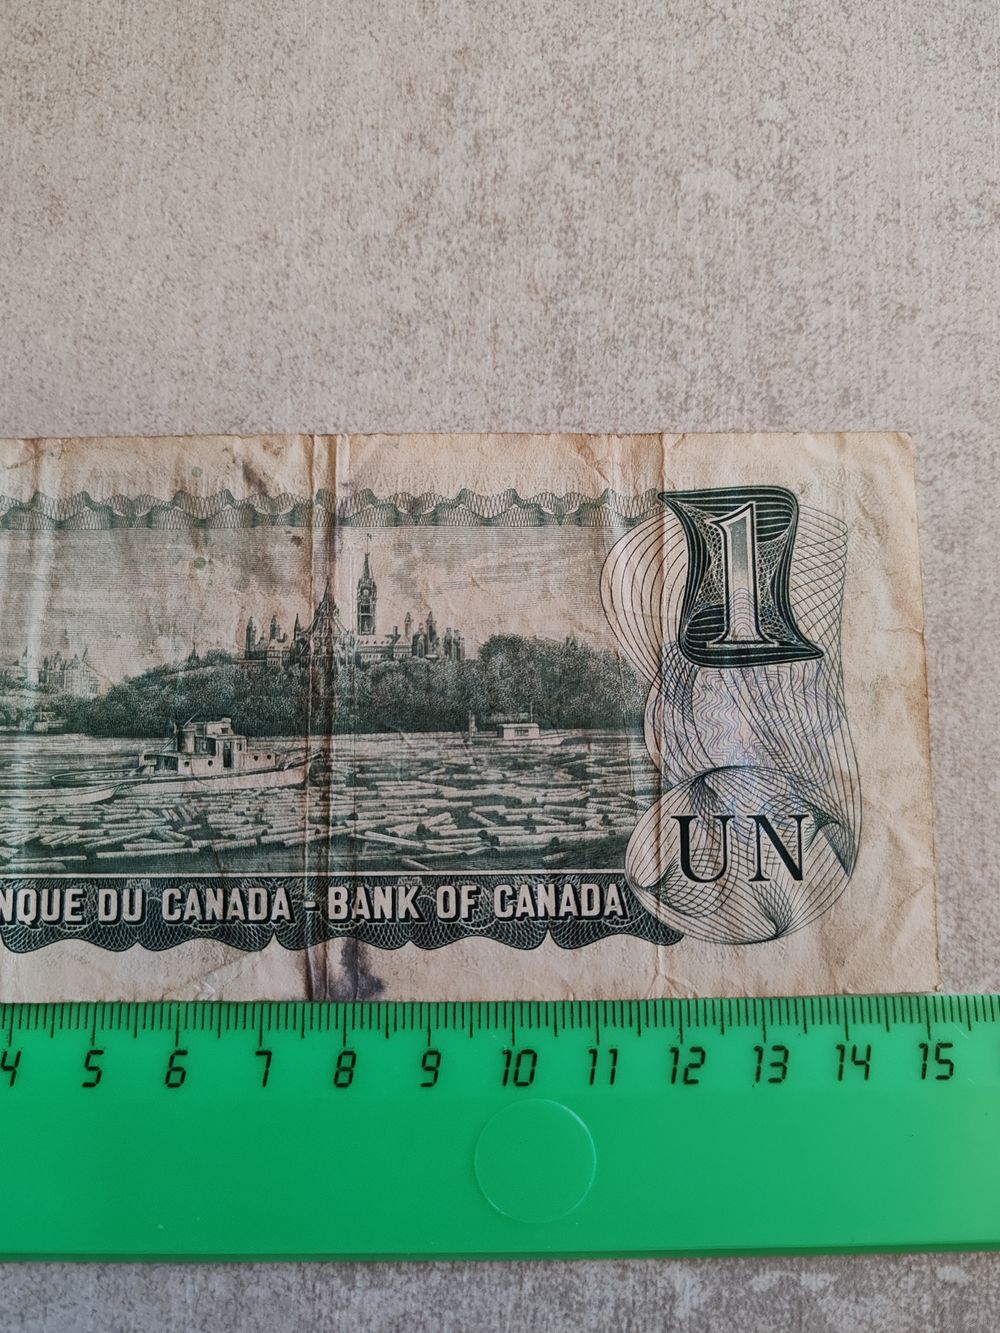 1
UN
NQUE DU CANADA - BANK OF CANADA
4 5 6 7 8 9 10 11 12 13 14 15